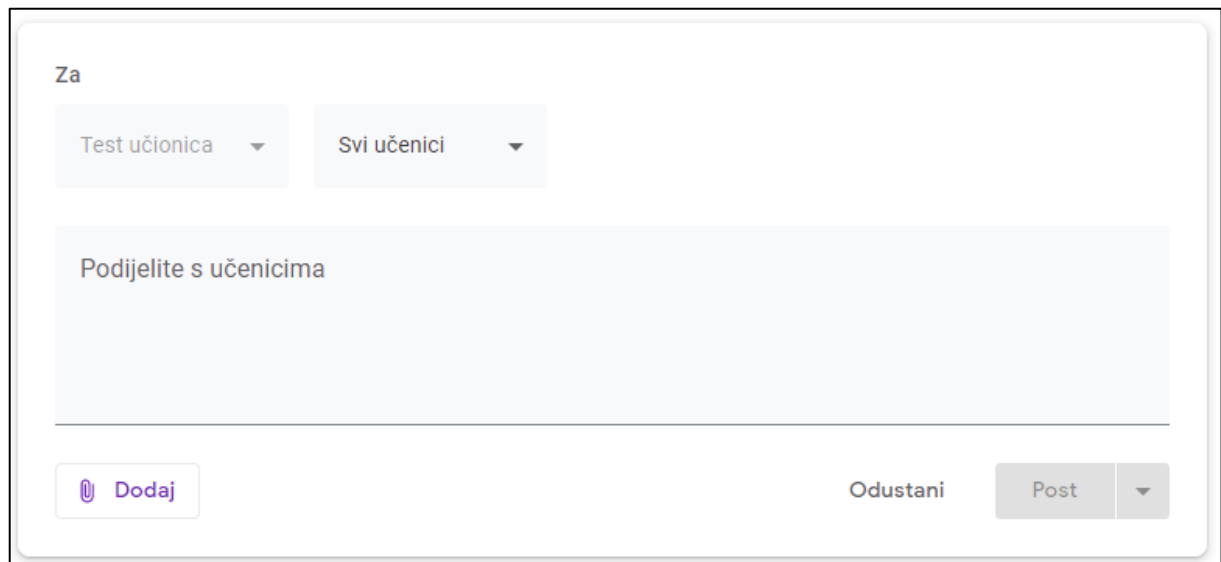 Za
Test učionica Svi učenici
Podijelite s učenicima
Dodaj Odustani Post